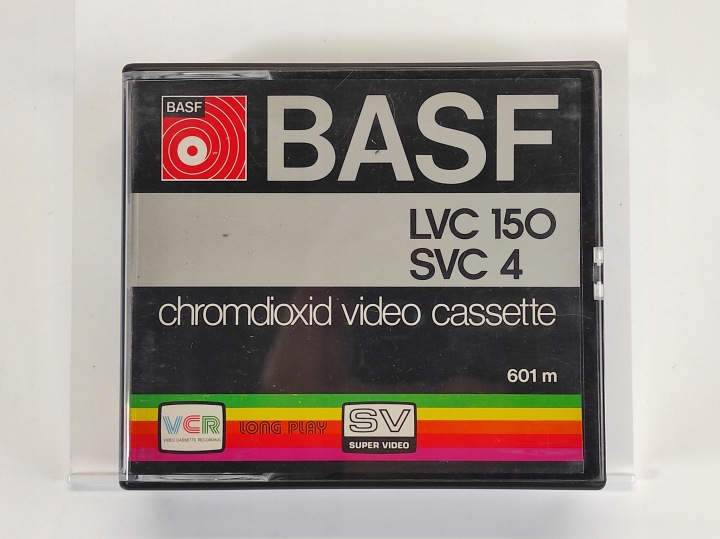 BASF
BASF
LVC 150
SVC 4
chromdioxid video cassette
601 m
VCR
VIDEO CASSETTE RECORDING
LONG PLAY
SV
SUPER VIDEO